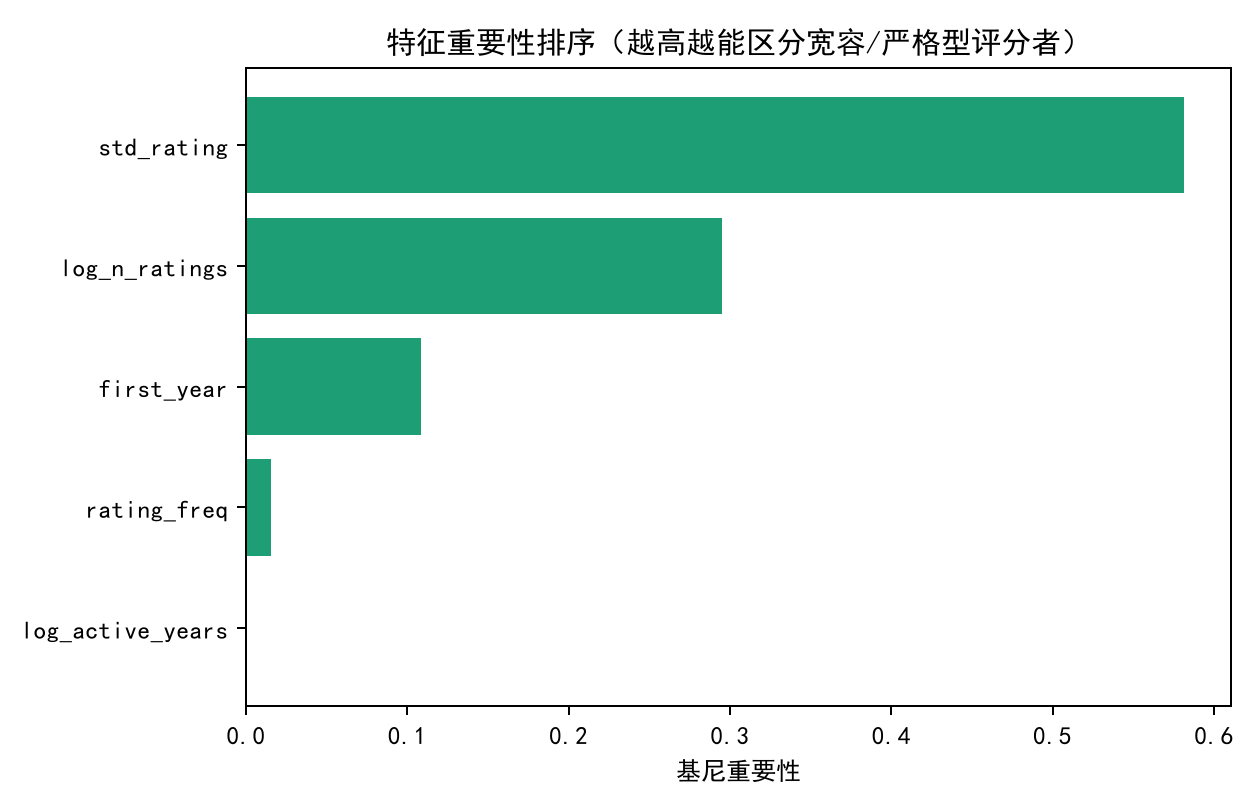 特征重要性排序（越高越能区分宽容/严格型评分者）
std_rating
log_n_ratings
first_year
rating_freq
log_active_years
0.0 0.1 0.2 0.3 0.4 0.5 0.6
基尼重要性